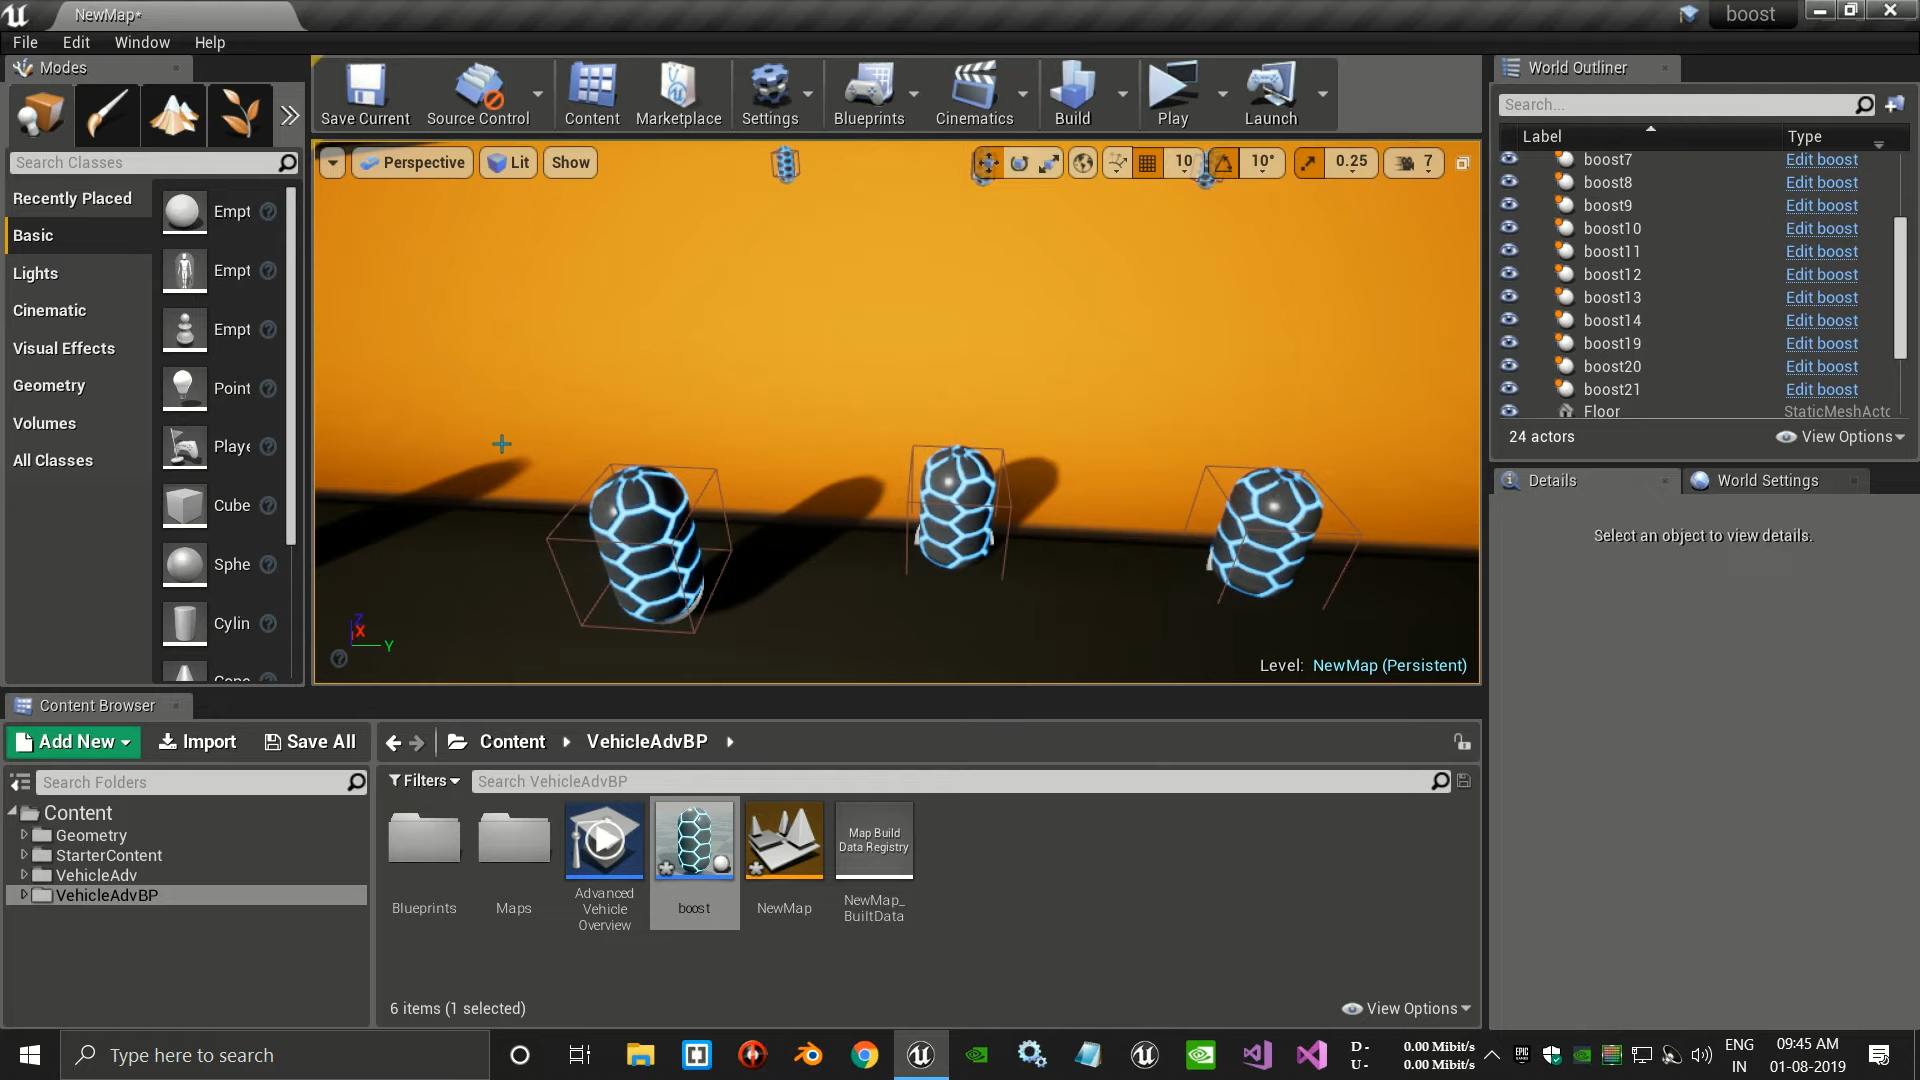 NewMap*
boost
File Edit Window Help
Modes
Save Current
Source Control
Content
Marketplace
Settings
Blueprints
Cinematics
Build
Play
Launch
World Outliner
Search...
Label
Type
boost7 Edit boost
boost8 Edit boost
boost9 Edit boost
boost10 Edit boost
boost11 Edit boost
boost12 Edit boost
boost13 Edit boost
boost14 Edit boost
boost19 Edit boost
boost20 Edit boost
boost21 Edit boost
Floor StaticMeshActo
24 actors
View Options
Search Classes
Recently Placed
Basic
Lights
Cinematic
Visual Effects
Geometry
Volumes
All Classes
Empt
Empt
Empt
Point
Playe
Cube
Sphe
Cylin
Cone
Perspective
Lit
Show
10
10°
0.25
7
Z
X
Y
Level: NewMap (Persistent)
Details
World Settings
Select an object to view details.
Content Browser
Add New
Import
Save All
Content
VehicleAdvBP
Search Folders
Filters
Search VehicleAdvBP
Content
Geometry
StarterContent
VehicleAdv
VehicleAdvBP
Blueprints
Maps
Advanced
Vehicle
Overview
boost
NewMap
Map Build
Data Registry
NewMap_
BuiltData
6 items (1 selected)
View Options
Type here to search
D - 0.00 Mibit/s
U - 0.00 Mibit/s
ENG
IN
09:45 AM
01-08-2019